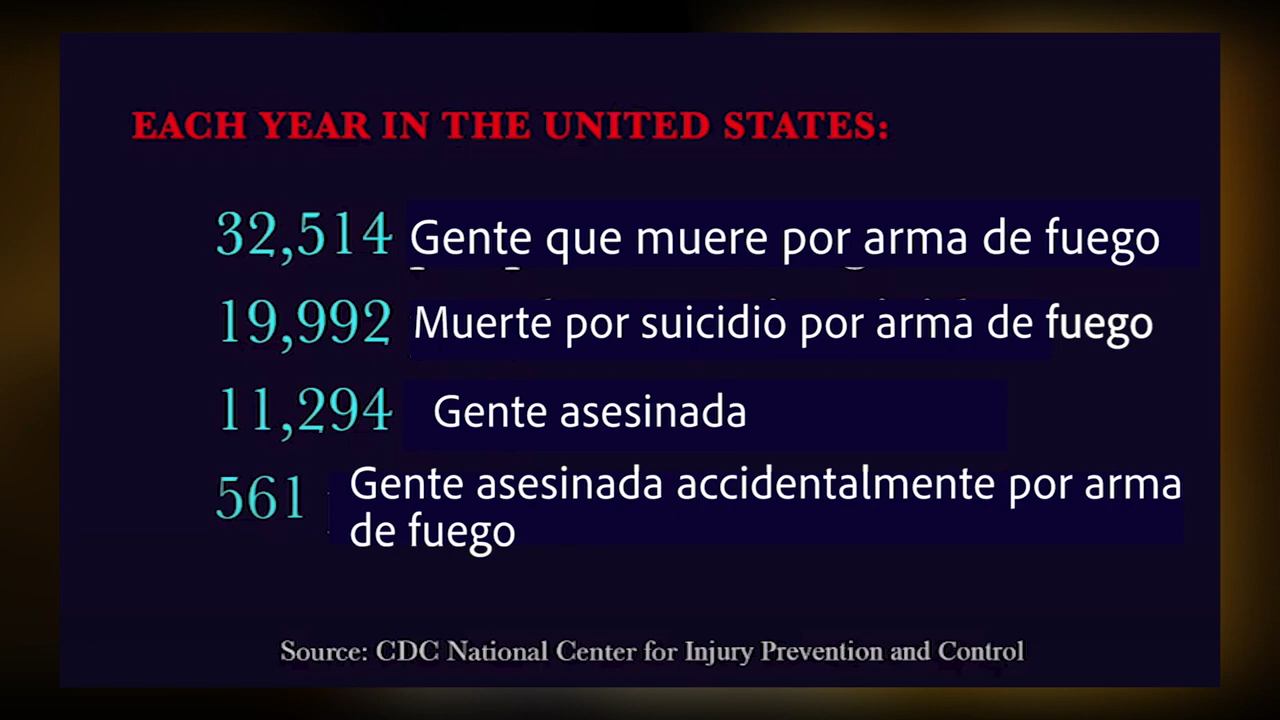 EACH YEAR IN THE UNITED STATES:
32,514 Gente que muere por arma de fuego
19,992 Muerte por suicidio por arma de fuego
11,294 Gente asesinada
561 Gente asesinada accidentalmente por arma
de fuego
Source: CDC National Center for Injury Prevention and Control